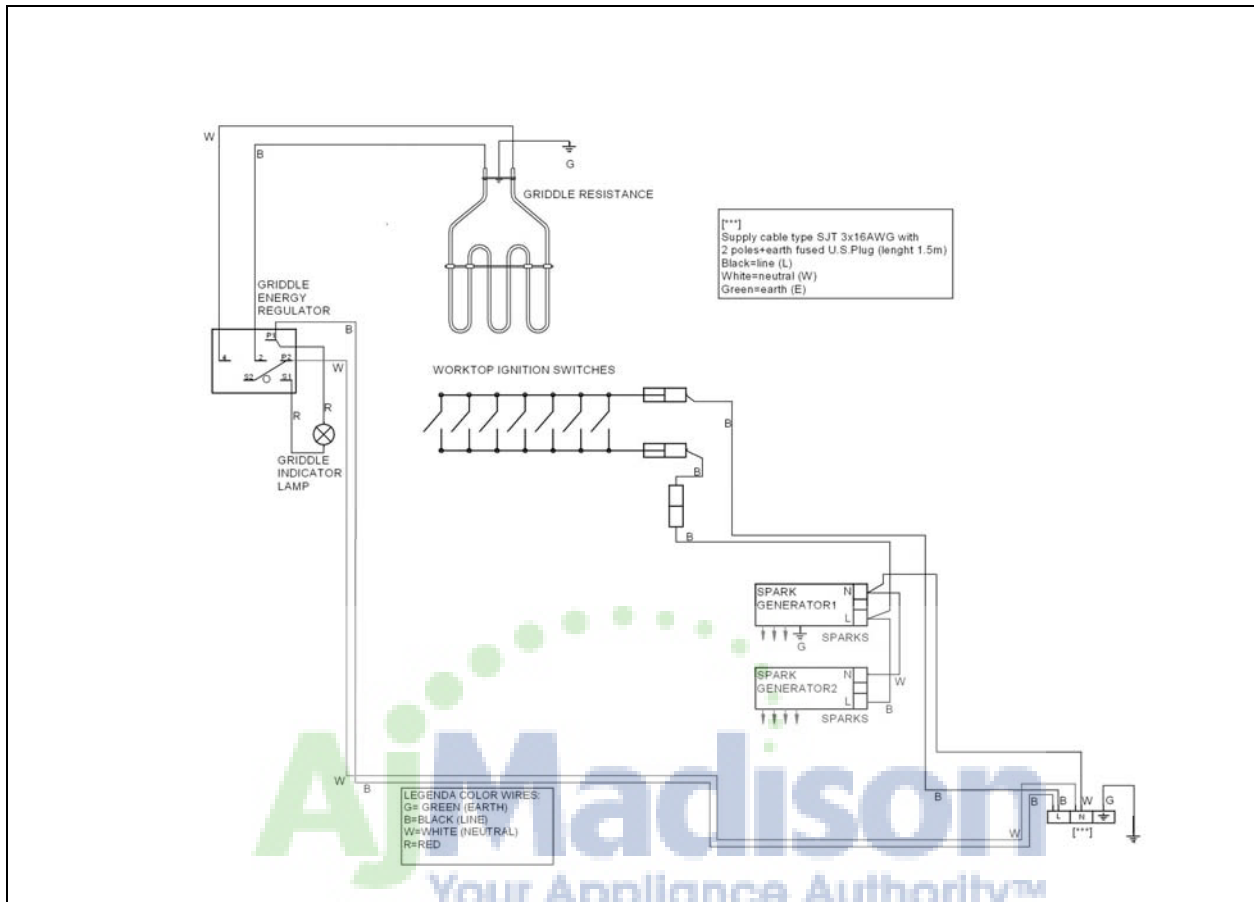 W
B
G
GRIDDLE RESISTANCE
[***]
Supply cable type SJT 3x16AWG with
2 poles+earth fused U.S.Plug (lenght 1.5m)
Black=line (L)
White=neutral (W)
Green=earth (E)
GRIDDLE
ENERGY
REGULATOR
P1
B
4
2
P2
W
S2
S1
R
R
GRIDDLE
INDICATOR
LAMP
WORKTOP IGNITION SWITCHES
B
B
B
SPARK
GENERATOR1
N
L
SPARKS
G
SPARK
GENERATOR2
N
L
W
B
SPARKS
W
B
LEGENDA COLOR WIRES:
G= GREEN (EARTH)
B=BLACK (LINE)
W=WHITE (NEUTRAL)
R=RED
B
W
B
B
W
G
L
N
[***]
AjMadison
Your Appliance Authority™